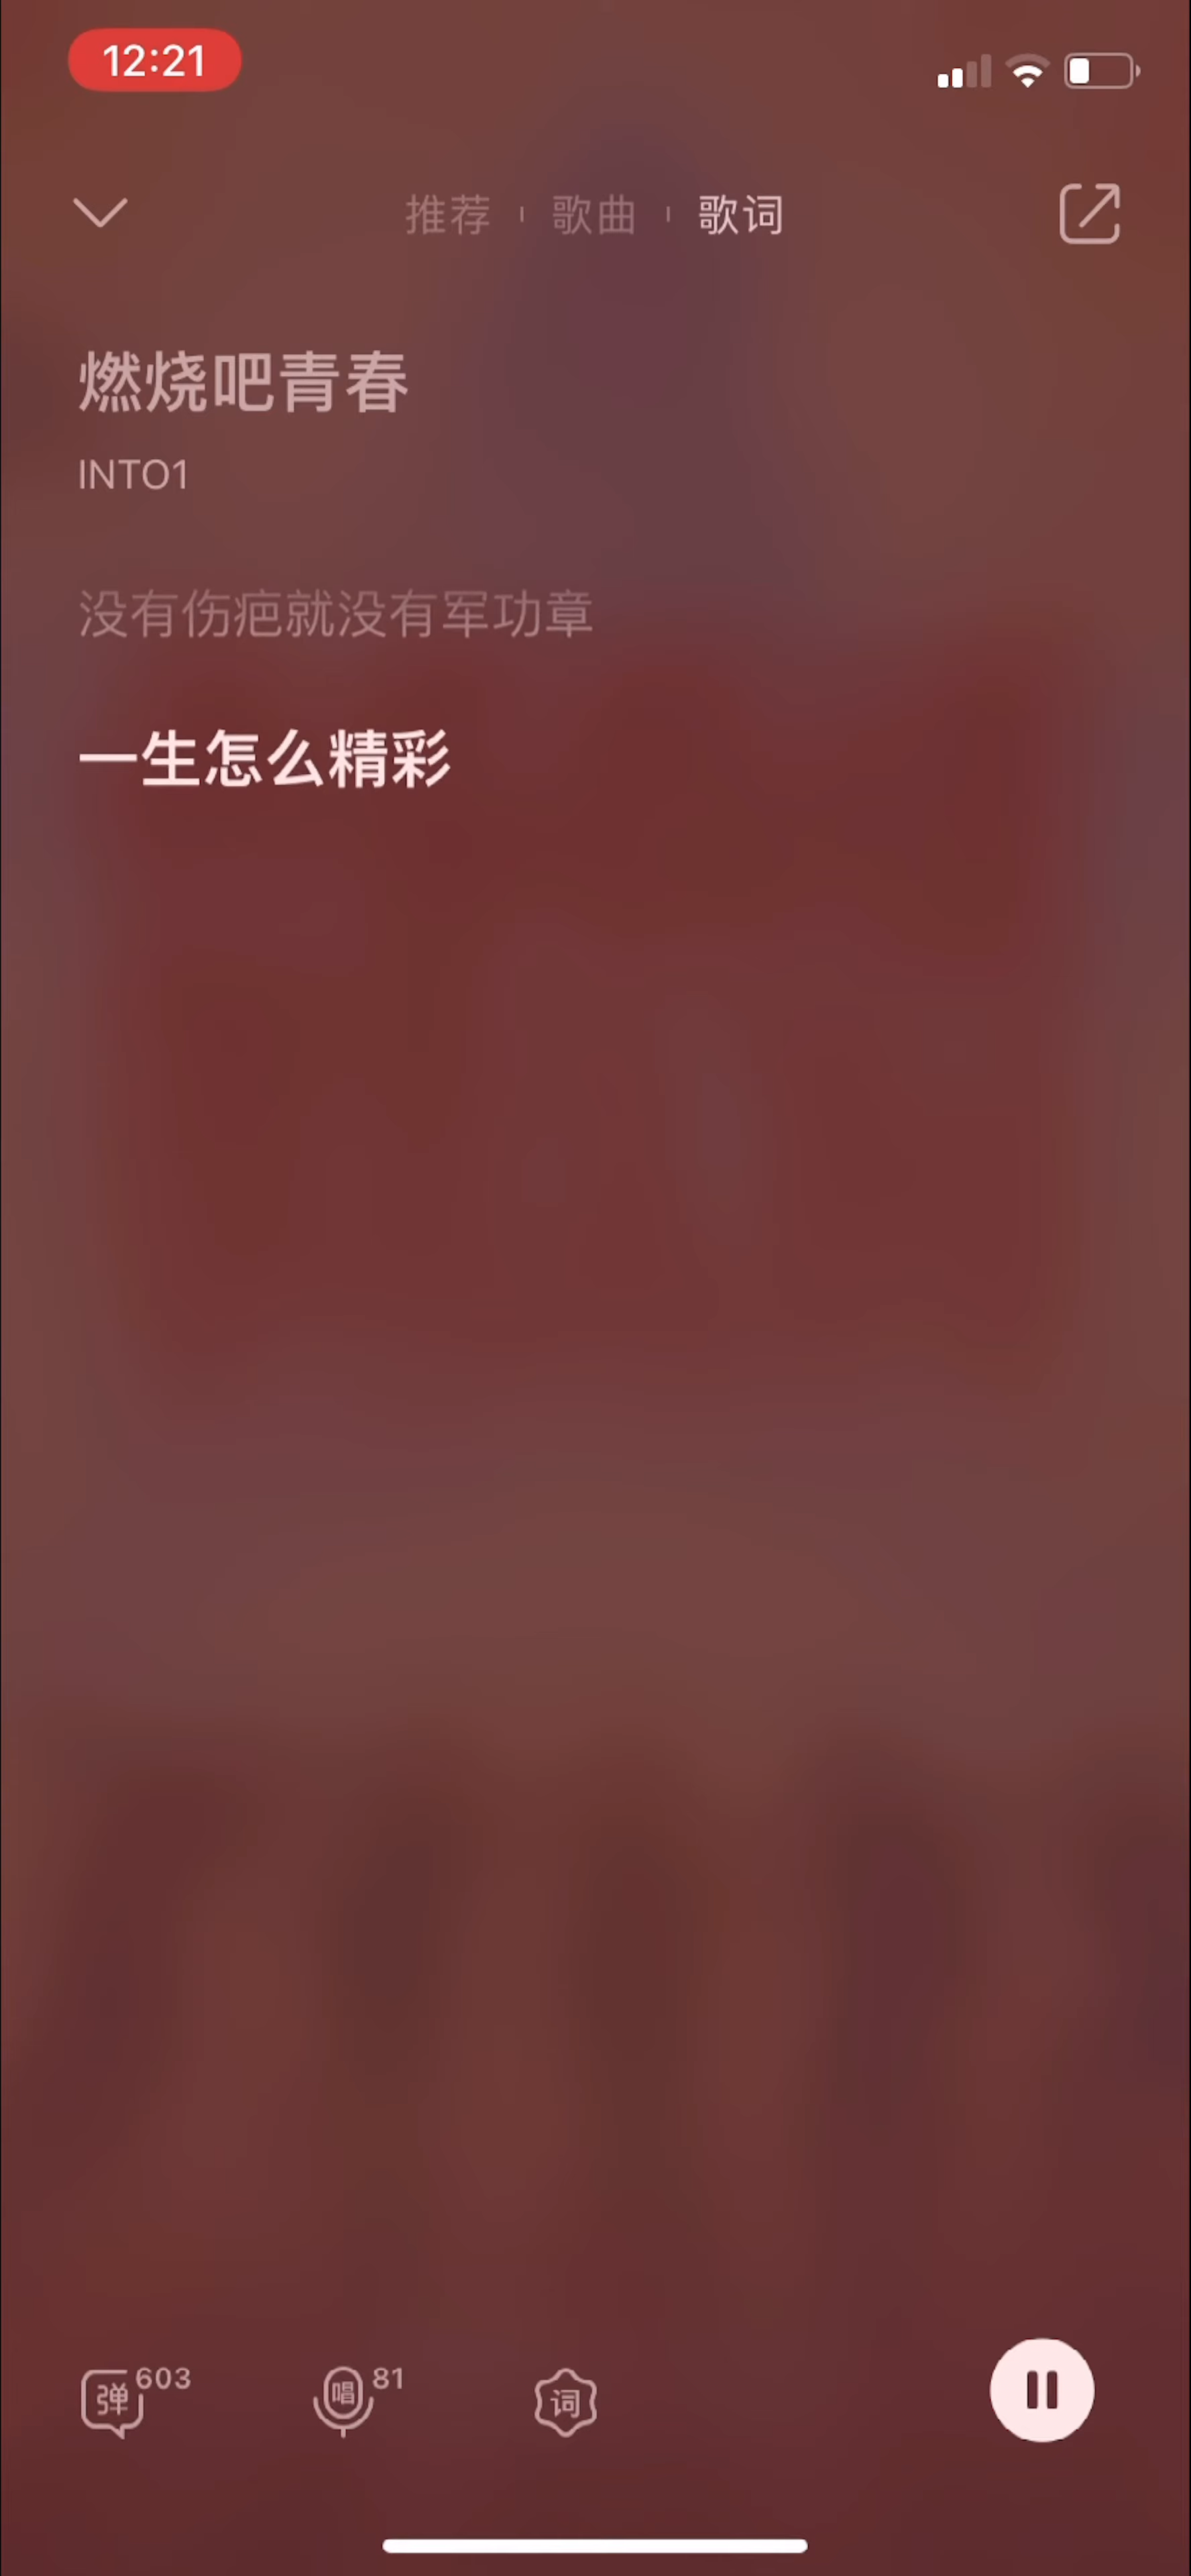 12:21
推荐 歌曲 歌词
燃烧吧青春
INTO1
没有伤疤就没有军功章
一生怎么精彩
弹 603 唱 81 词